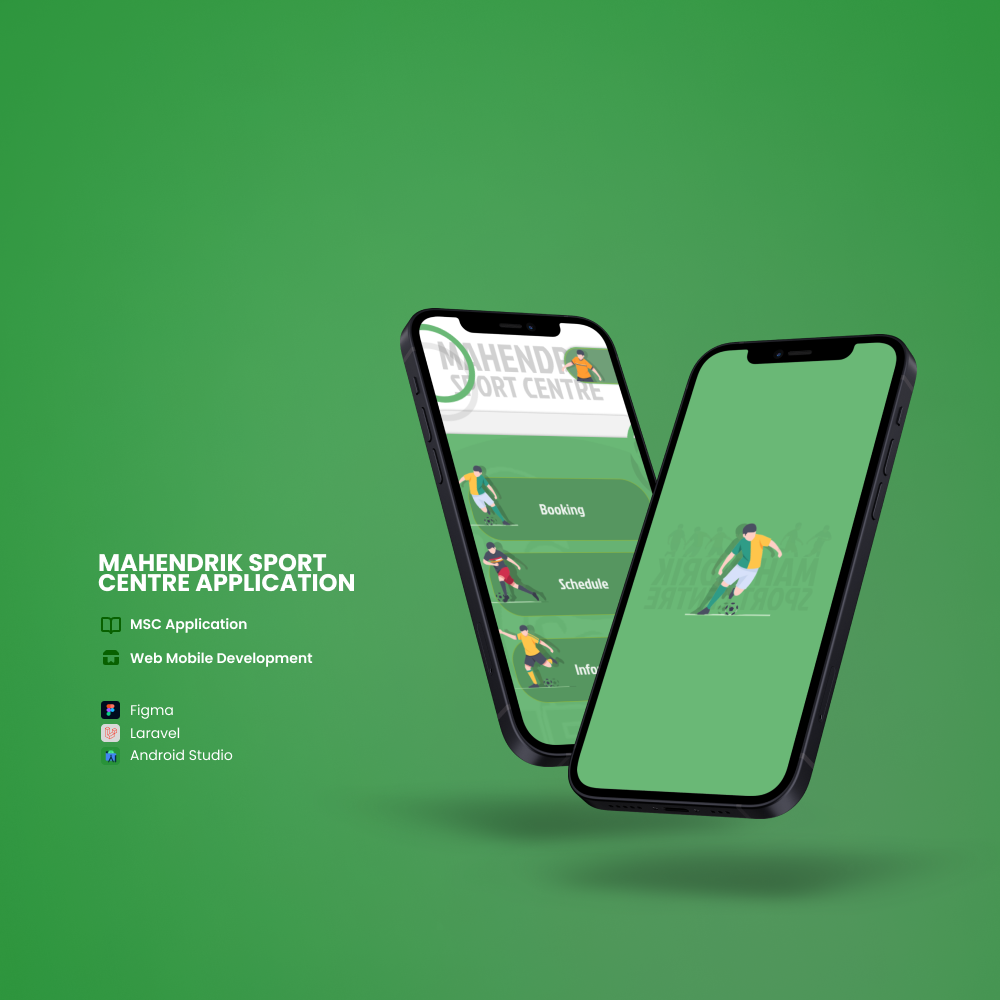 MAHENDRIK SPORT
CENTRE APPLICATION
MSC Application
Web Mobile Development
Figma
Laravel
Android Studio
MAHENDR
SPORT CENTRE
Booking
Schedule
Info